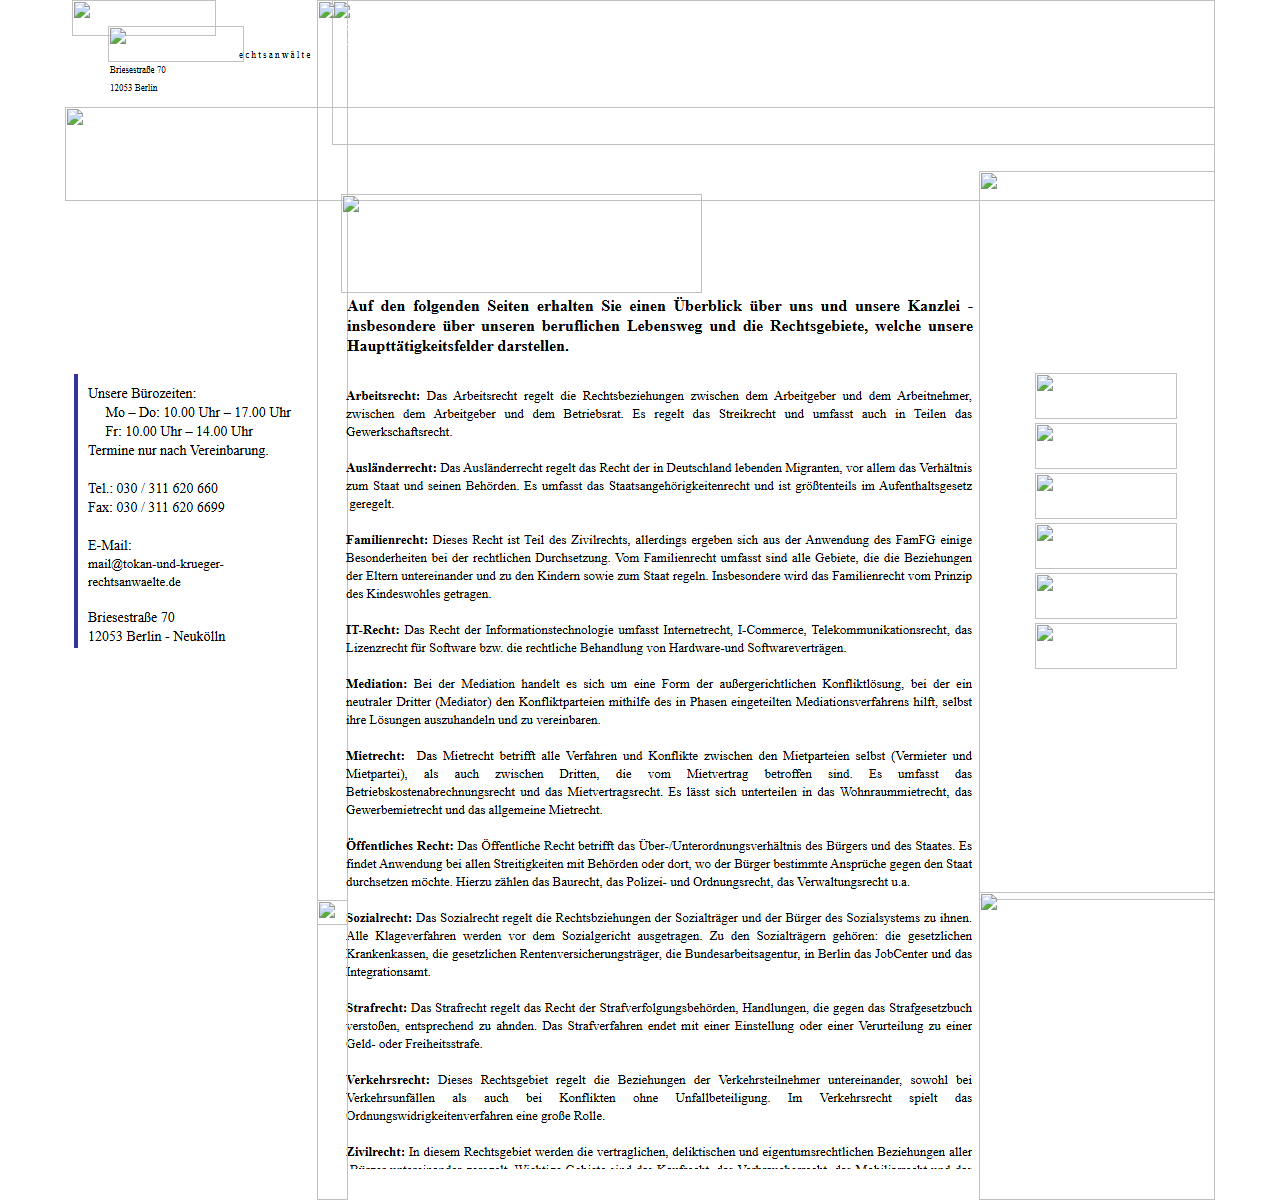 rechtsanwälte
Briesestraße 70
12053 Berlin
Auf den folgenden Seiten erhalten Sie einen Überblick über uns und unsere Kanzlei -
insbesondere über unseren beruflichen Lebensweg und die Rechtsgebiete, welche unsere
Haupttätigkeitsfelder darstellen.
Unsere Bürozeiten:
Mo – Do: 10.00 Uhr – 17.00 Uhr
Fr: 10.00 Uhr – 14.00 Uhr
Termine nur nach Vereinbarung.
Tel.: 030 / 311 620 660
Fax: 030 / 311 620 6699
E-Mail:
mail@tokan-und-krueger-
rechtsanwaelte.de
Briesestraße 70
12053 Berlin - Neukölln
Arbeitsrecht: Das Arbeitsrecht regelt die Rechtsbeziehungen zwischen dem Arbeitgeber und dem Arbeitnehmer,
zwischen dem Arbeitgeber und dem Betriebsrat. Es regelt das Streikrecht und umfasst auch in Teilen das
Gewerkschaftsrecht.
Ausländerrecht: Das Ausländerrecht regelt das Recht der in Deutschland lebenden Migranten, vor allem das Verhältnis
zum Staat und seinen Behörden. Es umfasst das Staatsangehörigkeitenrecht und ist größtenteils im Aufenthaltsgesetz
geregelt.
Familienrecht: Dieses Recht ist Teil des Zivilrechts, allerdings ergeben sich aus der Anwendung des FamFG einige
Besonderheiten bei der rechtlichen Durchsetzung. Vom Familienrecht umfasst sind alle Gebiete, die die Beziehungen
der Eltern untereinander und zu den Kindern sowie zum Staat regeln. Insbesondere wird das Familienrecht vom Prinzip
des Kindeswohles getragen.
IT-Recht: Das Recht der Informationstechnologie umfasst Internetrecht, I-Commerce, Telekommunikationsrecht, das
Lizenzrecht für Software bzw. die rechtliche Behandlung von Hardware-und Softwareverträgen.
Mediation: Bei der Mediation handelt es sich um eine Form der außergerichtlichen Konfliktlösung, bei der ein
neutraler Dritter (Mediator) den Konfliktparteien mithilfe des in Phasen eingeteilten Mediationsverfahrens hilft, selbst
ihre Lösungen auszuhandeln und zu vereinbaren.
Mietrecht: Das Mietrecht betrifft alle Verfahren und Konflikte zwischen den Mietparteien selbst (Vermieter und
Mietpartei), als auch zwischen Dritten, die vom Mietvertrag betroffen sind. Es umfasst das
Betriebskostenabrechnungsrecht und das Mietvertragsrecht. Es lässt sich unterteilen in das Wohnraummietrecht, das
Gewerbemietrecht und das allgemeine Mietrecht.
Öffentliches Recht: Das Öffentliche Recht betrifft das Über-/Unterordnungsverhältnis des Bürgers und des Staates. Es
findet Anwendung bei allen Streitigkeiten mit Behörden oder dort, wo der Bürger bestimmte Ansprüche gegen den Staat
durchsetzen möchte. Hierzu zählen das Baurecht, das Polizei- und Ordnungsrecht, das Verwaltungsrecht u.a.
Sozialrecht: Das Sozialrecht regelt die Rechtsbziehungen der Sozialträger und der Bürger des Sozialsystems zu ihnen.
Alle Klageverfahren werden vor dem Sozialgericht ausgetragen. Zu den Sozialträgern gehören: die gesetzlichen
Krankenkassen, die gesetzlichen Rentenversicherungsträger, die Bundesarbeitsagentur, in Berlin das JobCenter und das
Integrationsamt.
Strafrecht: Das Strafrecht regelt das Recht der Strafverfolgungsbehörden, Handlungen, die gegen das Strafgesetzbuch
verstoßen, entsprechend zu ahnden. Das Strafverfahren endet mit einer Einstellung oder einer Verurteilung zu einer
Geld- oder Freiheitsstrafe.
Verkehrsrecht: Dieses Rechtsgebiet regelt die Beziehungen der Verkehrsteilnehmer untereinander, sowohl bei
Verkehrsunfällen als auch bei Konflikten ohne Unfallbeteiligung. Im Verkehrsrecht spielt das
Ordnungswidrigkeitenverfahren eine große Rolle.
Zivilrecht: In diesem Rechtsgebiet werden die vertraglichen, deliktischen und eigentumsrechtlichen Beziehungen aller
Bürger untereinander geregelt. Wichtige Gebiete sind das Kaufrecht, das Verbraucherrecht, das Mobiliarrecht und das